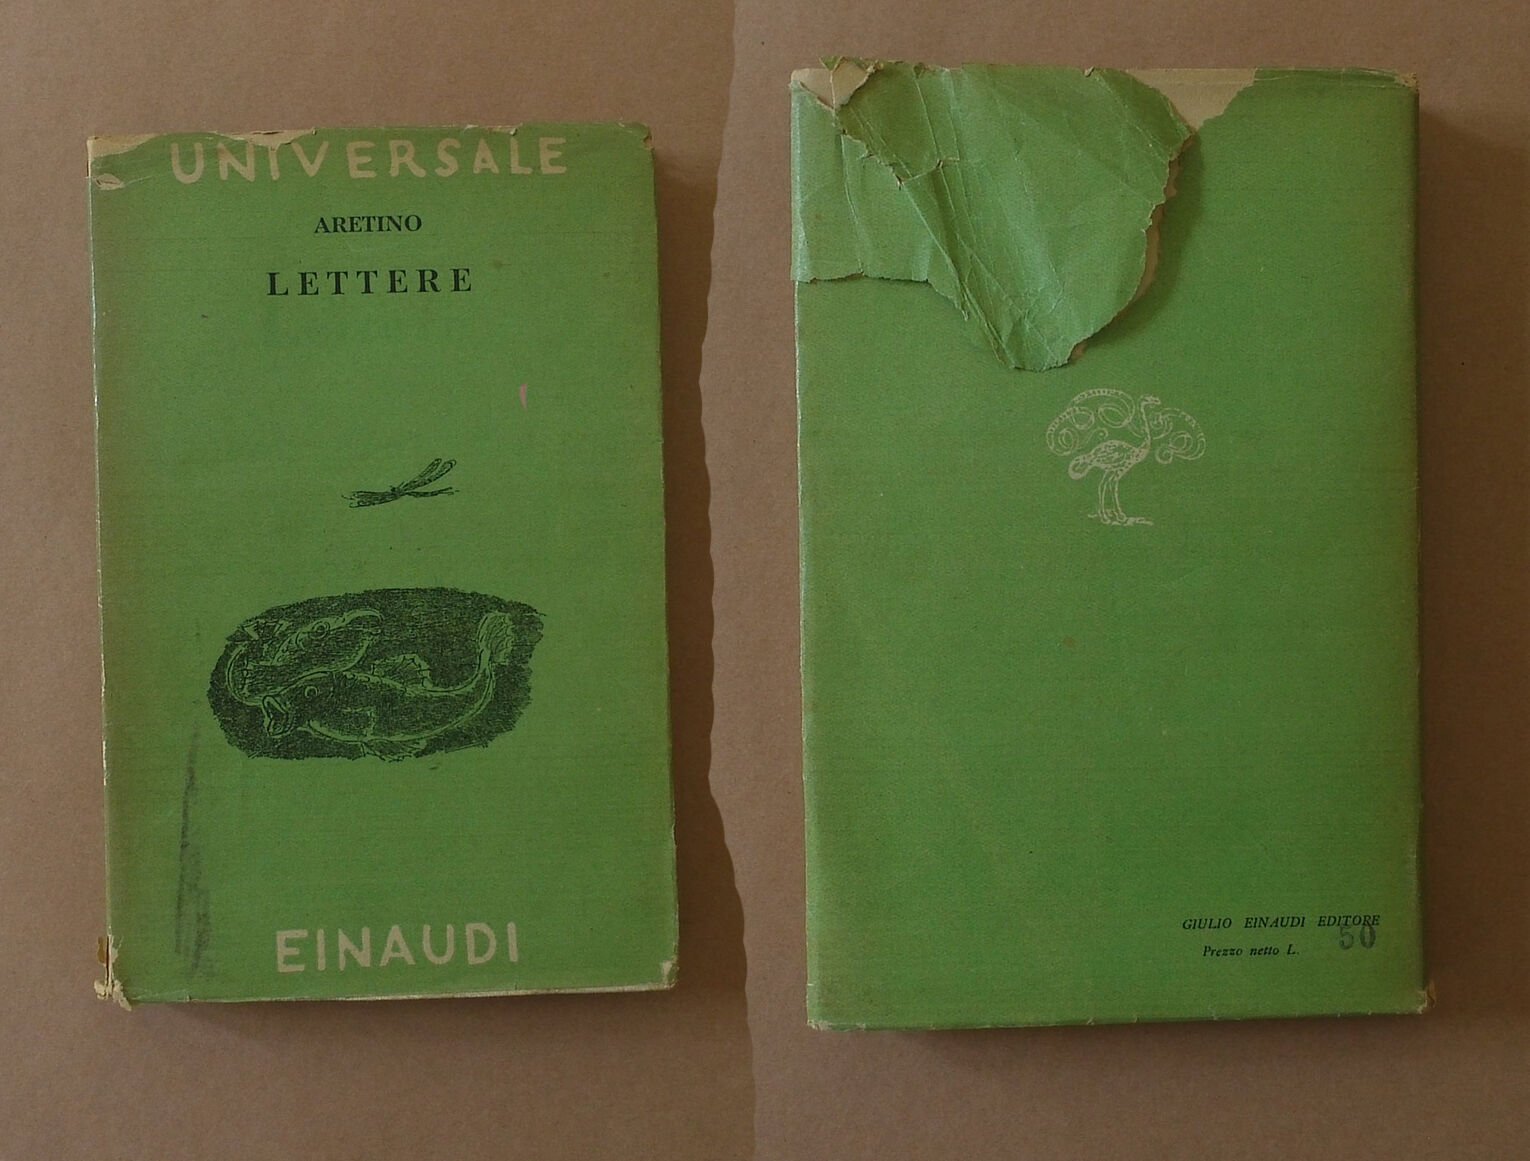 UNIVERSALE
ARETINO
LETTERE
EINAUDI
GIULIO EINAUDI EDITORE
Prezzo netto L. 50